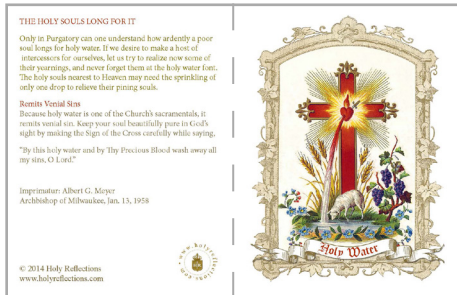 THE HOLY SOULS LONG FOR IT
Only in Purgatory can one understand how ardently a poor
soul longs for holy water. If we desire to make a host of
intercessors for ourselves, let us try to realize now some of
their yearnings, and never forget them at the holy water font.
The holy souls nearest to Heaven may need the sprinkling of
only one drop to relieve their pining souls.
Remits Venial Sins
Because holy water is one of the Church's sacramentals, it
remits venial sin. Keep your soul beautifully pure in God's
sight by making the Sign of the Cross carefully while saying,
"By this holy water and by Thy Precious Blood wash away all
my sins, O Lord."
Imprimatur: Albert G. Meyer
Archbishop of Milwaukee, Jan. 13, 1958
© 2014 Holy Reflections
www.holyreflections.com
www.holyreflections.com
Holy Water